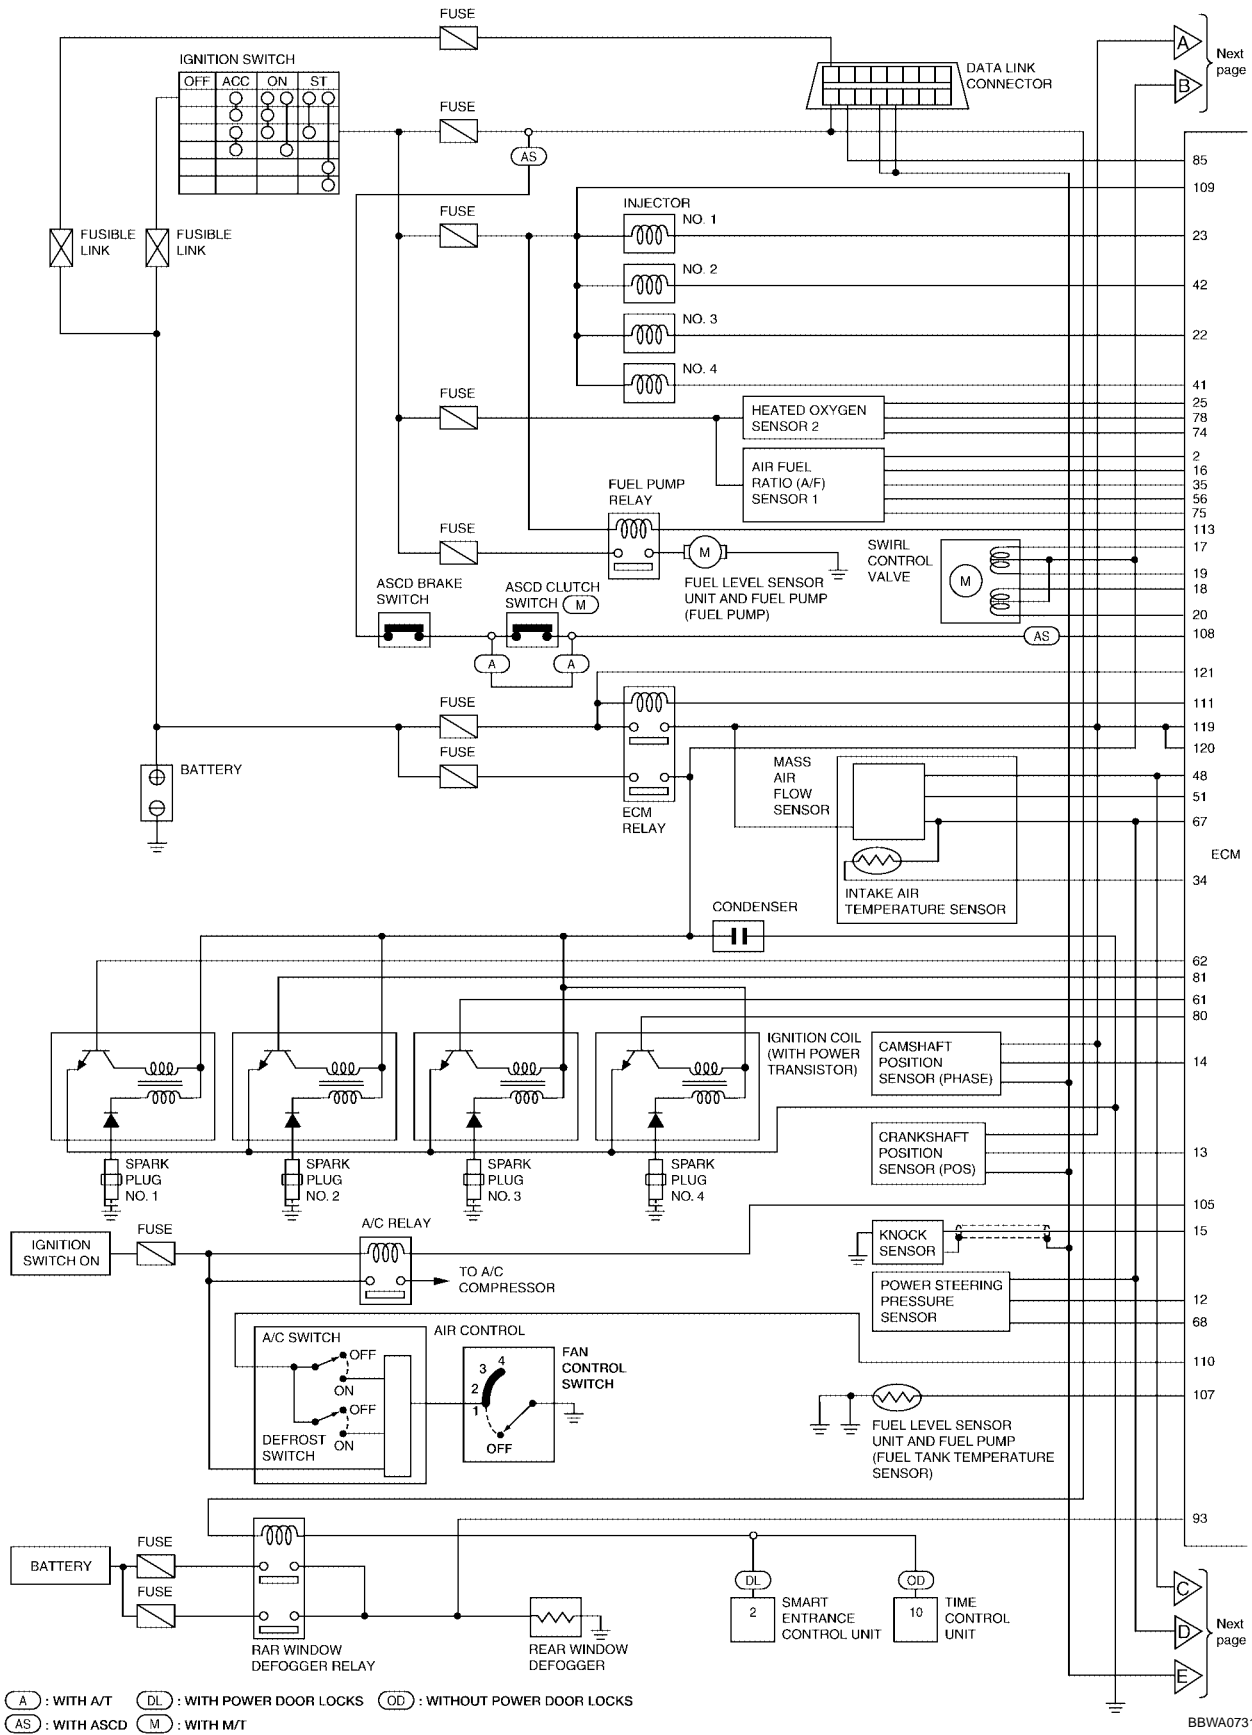 FUSE
IGNITION SWITCH
OFF ACC ON ST
DATA LINK
CONNECTOR
A
B
Next
page
FUSE
AS
85
109
FUSIBLE
LINK
FUSIBLE
LINK
FUSE
INJECTOR
NO. 1
23
NO. 2
42
NO. 3
22
NO. 4
41
FUSE
HEATED OXYGEN
SENSOR 2
25
78
74
AIR FUEL
RATIO (A/F)
SENSOR 1
2
16
35
56
75
FUEL PUMP
RELAY
113
FUSE
M
FUEL LEVEL SENSOR
UNIT AND FUEL PUMP
(FUEL PUMP)
SWIRL
CONTROL
VALVE
M
17
19
18
20
ASCD BRAKE
SWITCH
ASCD CLUTCH
SWITCH M
A
A
AS
108
121
111
FUSE
119
120
FUSE
ECM
RELAY
BATTERY
MASS
AIR
FLOW
SENSOR
48
51
67
ECM
34
INTAKE AIR
TEMPERATURE SENSOR
CONDENSER
62
81
61
80
IGNITION COIL
(WITH POWER
TRANSISTOR)
CAMSHAFT
POSITION
SENSOR (PHASE)
14
CRANKSHAFT
POSITION
SENSOR (POS)
13
SPARK
PLUG
NO. 1
SPARK
PLUG
NO. 2
SPARK
PLUG
NO. 3
SPARK
PLUG
NO. 4
105
IGNITION
SWITCH ON
FUSE
A/C RELAY
TO A/C
COMPRESSOR
KNOCK
SENSOR
15
POWER STEERING
PRESSURE
SENSOR
12
68
A/C SWITCH
AIR CONTROL
OFF
ON
OFF
ON
DEFROST
SWITCH
FAN
CONTROL
SWITCH
4
3
2
1
OFF
110
107
FUEL LEVEL SENSOR
UNIT AND FUEL PUMP
(FUEL TANK TEMPERATURE
SENSOR)
93
BATTERY
FUSE
FUSE
RAR WINDOW
DEFOGGER RELAY
REAR WINDOW
DEFOGGER
DL
2
SMART
ENTRANCE
CONTROL UNIT
OD
10
TIME
CONTROL
UNIT
C
D
E
Next
page
A : WITH A/T DL : WITH POWER DOOR LOCKS OD : WITHOUT POWER DOOR LOCKS
AS : WITH ASCD M : WITH M/T